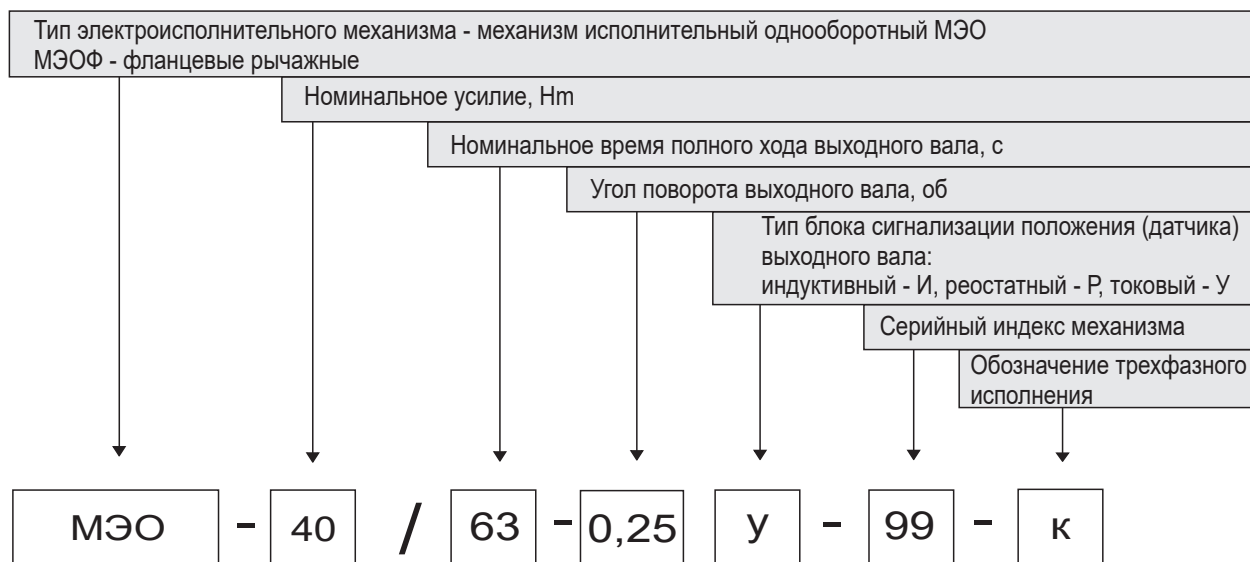 Тип электроисполнительного механизма - механизм исполнительный однооборотный МЭО
МЭОФ - фланцевые рычажные
Номинальное усилие, Hm
Номинальное время полного хода выходного вала, с
Угол поворота выходного вала, об
Тип блока сигнализации положения (датчика)
выходного вала:
индуктивный - И, реостатный - Р, токовый - У
Серийный индекс механизма
Обозначение трехфазного
исполнения
МЭО - 40 / 63 - 0,25 У - 99 - к